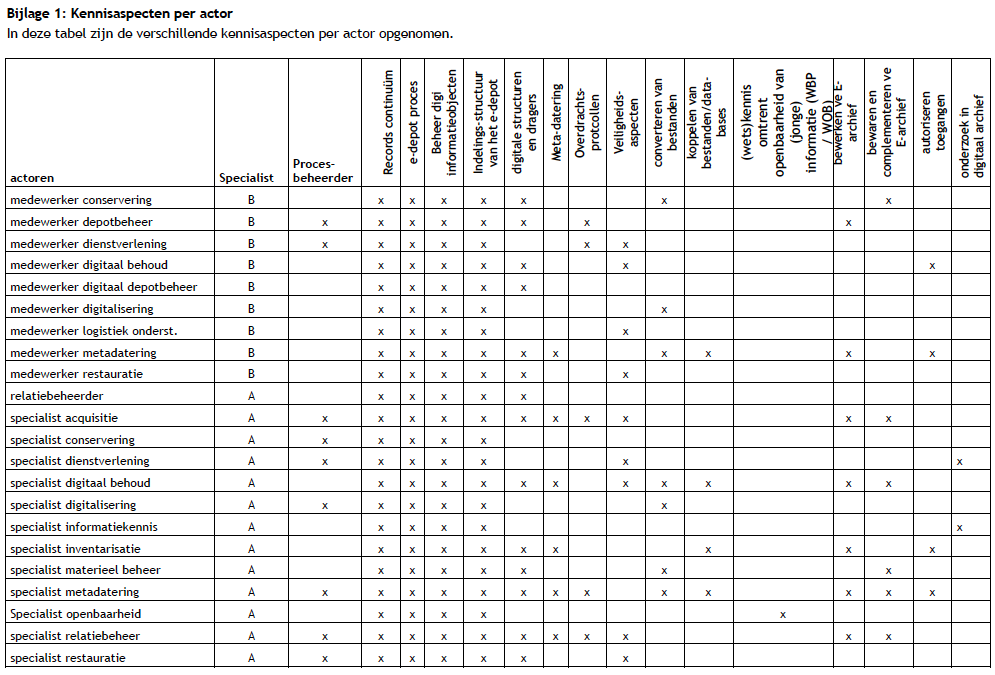 Bijlage 1: Kennisaspecten per actor
In deze tabel zijn de verschillende kennisaspecten per actor opgenomen.
actoren
Specialist
Proces-
beheerder
Records continuüm
e-depot proces
Beheer digi
informatieobjecten
Indelings-structuur
van het e-depot
digitale structuren
en dragers
Meta-datering
Overdrachts-
protcollen
Veiligheids-
aspecten
converteren van
bestanden
koppelen van
bestanden/data-
bases
(wets)kennis
omtrent
openbaarheid van
(jonge)
informatie (WBP
/ WOB)
bewerken ve E-
archief
bewaren en
complementeren ve
E-archief
autoriseren
toegangen
onderzoek in
digitaal archief
medewerker conservering B x x x x x x x
medewerker depotbeheer B x x x x x x x x
medewerker dienstverlening B x x x x x x x
medewerker digitaal behoud B x x x x x x x
medewerker digitaal depotbeheer B x x x x x
medewerker digitalisering B x x x x x
medewerker logistiek onderst. B x x x x x
medewerker metadatering B x x x x x x x x x x
medewerker restauratie B x x x x x x
relatiebeheerder A x x x x x
specialist acquisitie A x x x x x x x x x x x
specialist conservering A x x x x x
specialist dienstverlening A x x x x x x x
specialist digitaal behoud A x x x x x x x x x x x
specialist digitalisering A x x x x x x
specialist informatiekennis A x x x x x
specialist inventarisatie A x x x x x x x x x
specialist materieel beheer A x x x x x x x
specialist metadatering A x x x x x x x x x x x x x
Specialist openbaarheid A x x x x x
specialist relatiebeheer A x x x x x x x x x x x
specialist restauratie A x x x x x x x